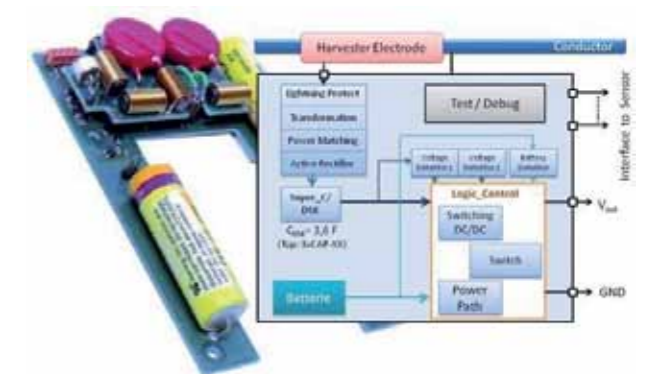 Harvester Electrode
Conductor
Lightning Protect
Transformation
Power Matching
Active Rectifier
Test / Debug
Interface to Sensor
Voltage
Voltage
Battery
Super_C/
DSK
Logic_Control
Switching
DC/DC
Switch
Power
Path
Batterie
V out
GND